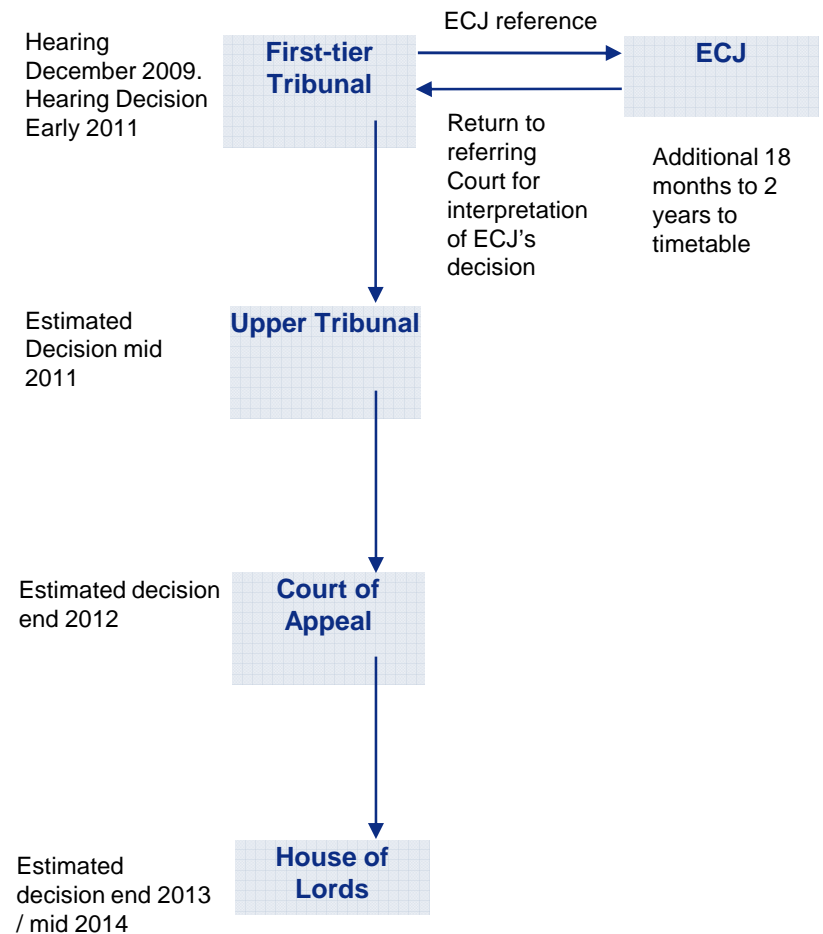 Hearing
December 2009.
Hearing Decision
Early 2011
First-tier
Tribunal
ECJ reference
ECJ
Return to
referring
Court for
interpretation
of ECJ’s
decision
Additional 18
months to 2
years to
timetable
Estimated
Decision mid
2011
Upper Tribunal
Estimated decision
end 2012
Court of
Appeal
Estimated
decision end 2013
/ mid 2014
House of
Lords